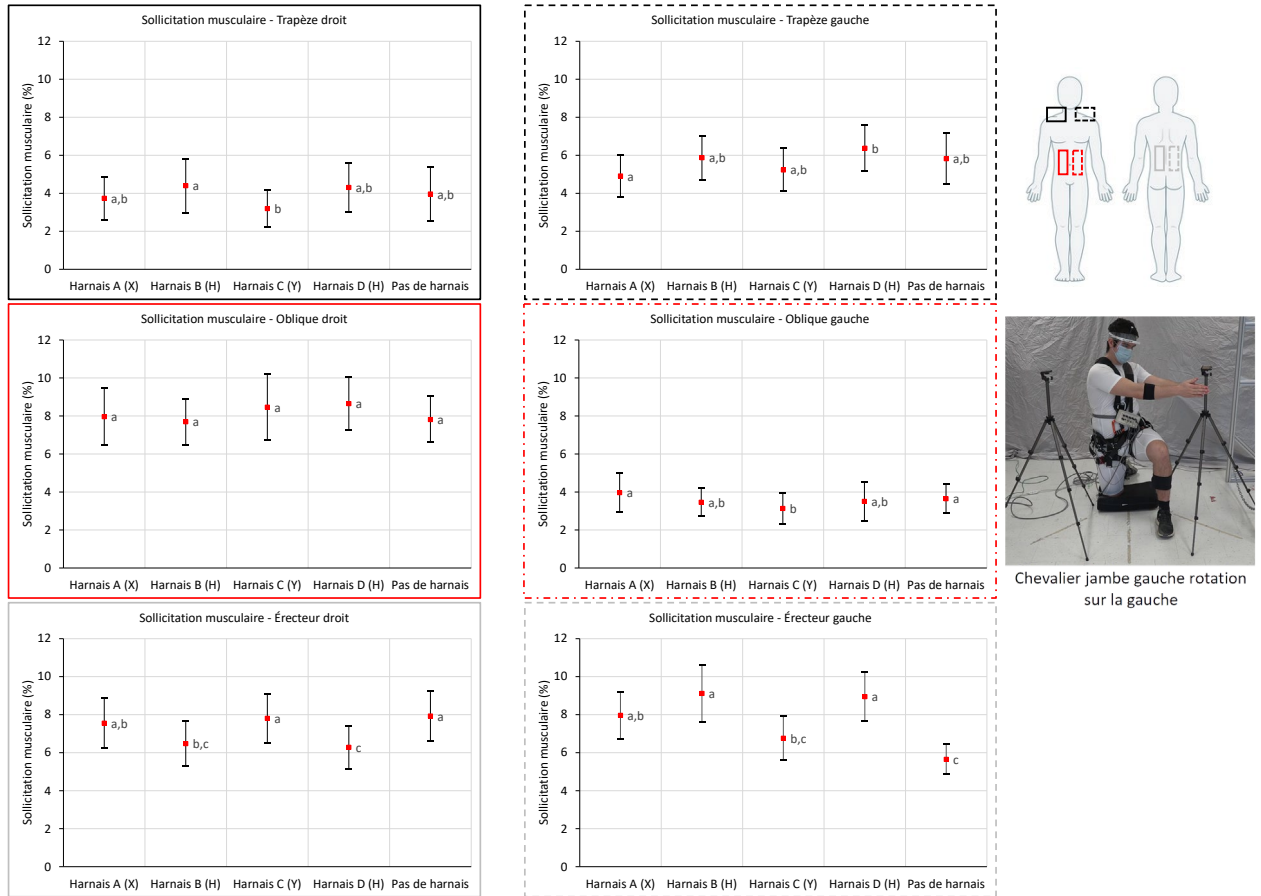 Sollicitation musculaire - Trapèze droit
Sollicitation musculaire (%)
12
10
8
6
4
2
0
a,b
a
b
a,b
a,b
Harnais A (X) Harnais B (H) Harnais C (Y) Harnais D (H) Pas de harnais
Sollicitation musculaire - Trapèze gauche
Sollicitation musculaire (%)
12
10
8
6
4
2
0
a
a,b
a,b
b
a,b
Harnais A (X) Harnais B (H) Harnais C (Y) Harnais D (H) Pas de harnais
Sollicitation musculaire - Oblique droit
Sollicitation musculaire (%)
12
10
8
6
4
2
0
a
a
a
a
a
Harnais A (X) Harnais B (H) Harnais C (Y) Harnais D (H) Pas de harnais
Sollicitation musculaire - Oblique gauche
Sollicitation musculaire (%)
12
10
8
6
4
2
0
a
a,b
b
a,b
a
Harnais A (X) Harnais B (H) Harnais C (Y) Harnais D (H) Pas de harnais
Chevalier jambe gauche rotation
sur la gauche
Sollicitation musculaire - Érecteur droit
Sollicitation musculaire (%)
12
10
8
6
4
2
0
a,b
b,c
a
c
a
Harnais A (X) Harnais B (H) Harnais C (Y) Harnais D (H) Pas de harnais
Sollicitation musculaire - Érecteur gauche
Sollicitation musculaire (%)
12
10
8
6
4
2
0
a,b
a
b,c
a
c
Harnais A (X) Harnais B (H) Harnais C (Y) Harnais D (H) Pas de harnais